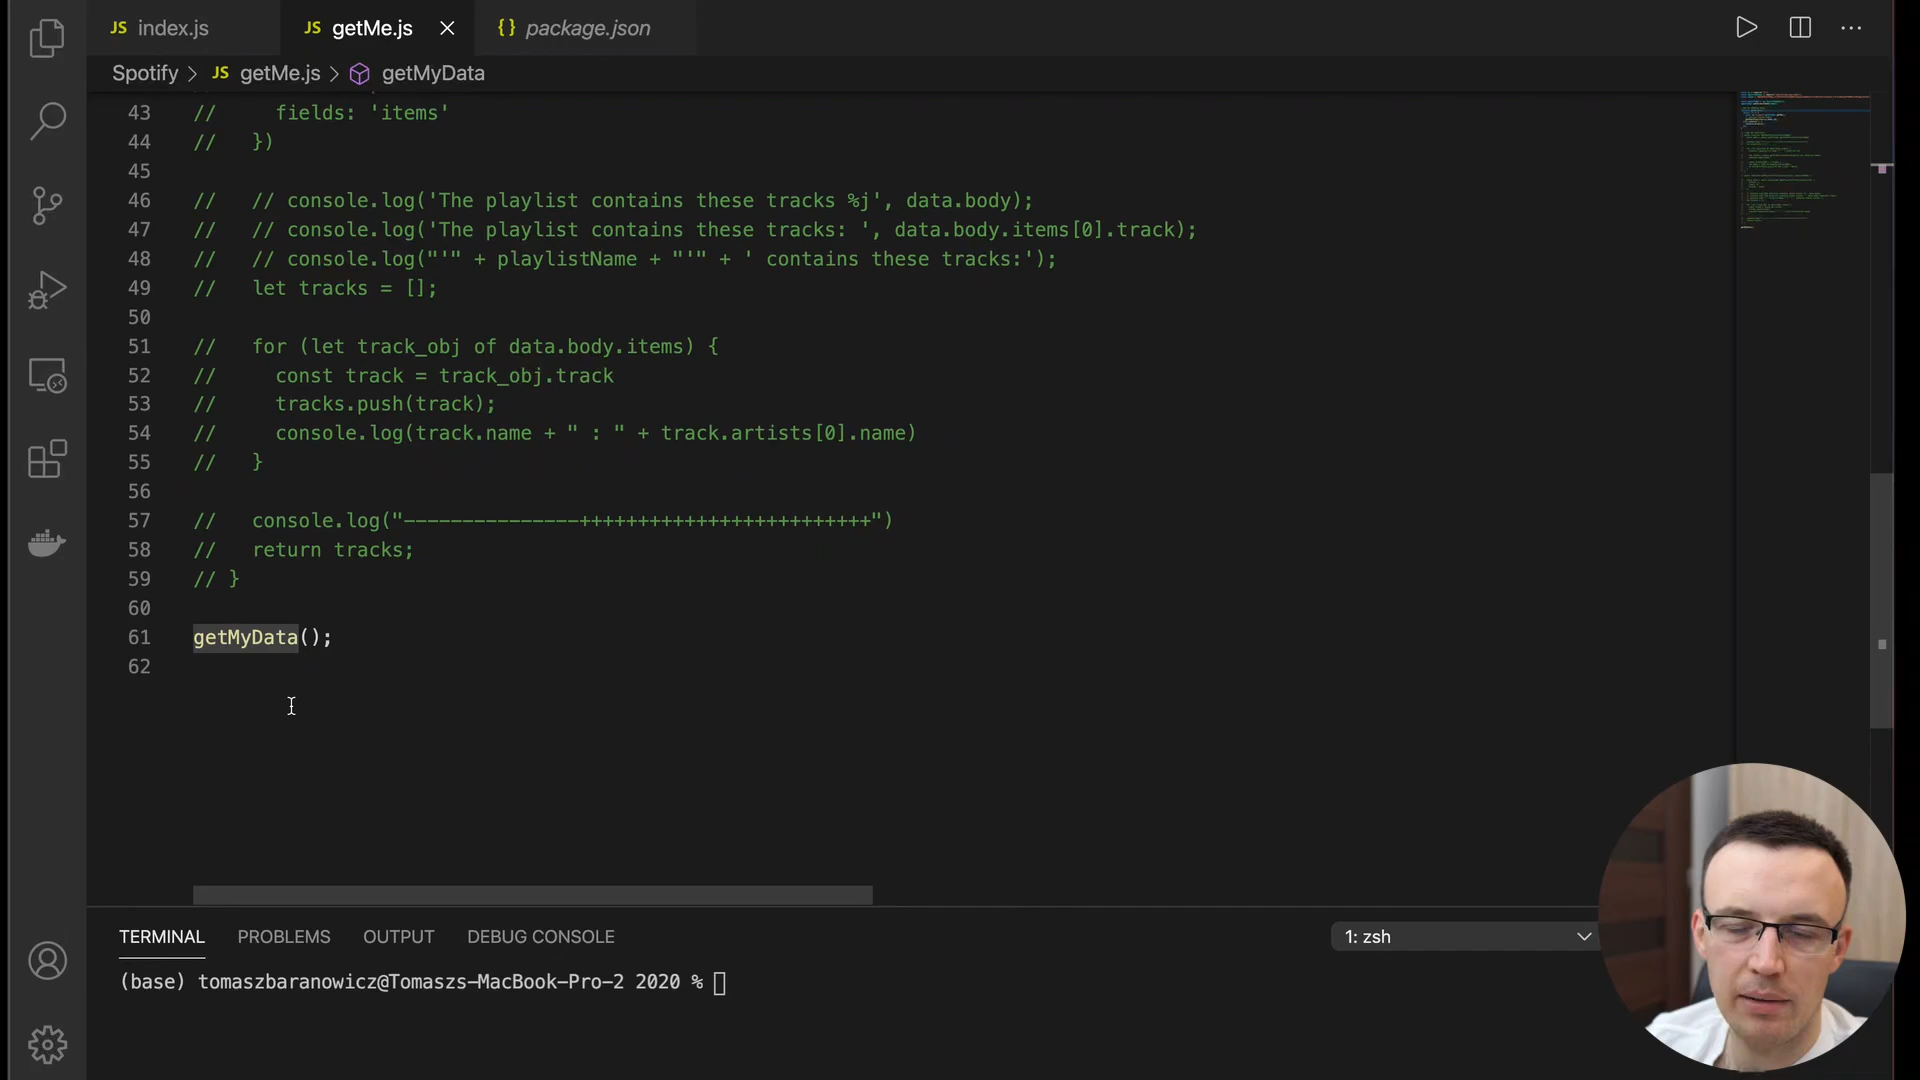 JS index.js
JS getMe.js
{} package.json
Spotify > JS getMe.js > getMyData
43 // fields: 'items'
44 // })
45
46 // // console.log('The playlist contains these tracks %j', data.body);
47 // // console.log('The playlist contains these tracks: ', data.body.items[0].track);
48 // // console.log("'" + playlistName + "'" + ' contains these tracks:');
49 // let tracks = [];
50
51 // for (let track_obj of data.body.items) {
52 // const track = track_obj.track
53 // tracks.push(track);
54 // console.log(track.name + " : " + track.artists[0].name)
55 // }
56
57 // console.log("---------------+++++++++++++++++++++++++")
58 // return tracks;
59 // }
60
61 getMyData();
62
TERMINAL PROBLEMS OUTPUT DEBUG CONSOLE
1: zsh
(base) tomaszbaranowicz@Tomaszs-MacBook-Pro-2 2020 %